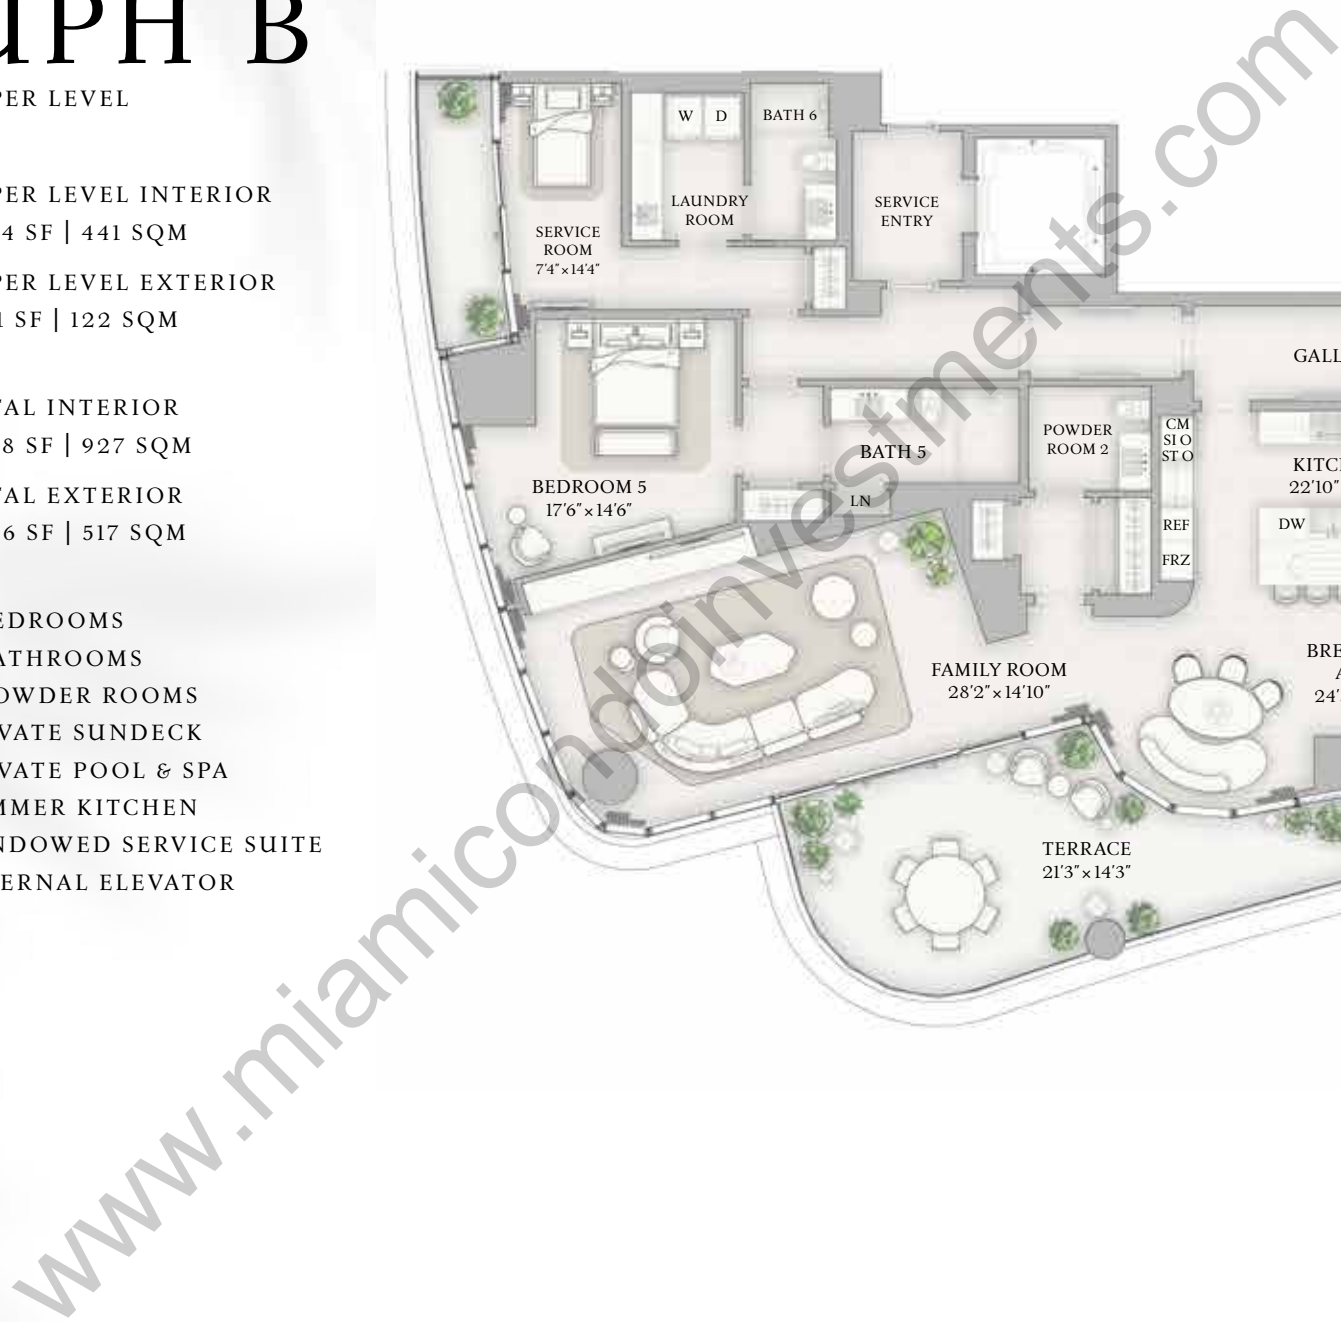 UPH B
PER LEVEL
PER LEVEL INTERIOR
4 SF | 441 SQM
PER LEVEL EXTERIOR
1 SF | 122 SQM
TAL INTERIOR
8 SF | 927 SQM
TAL EXTERIOR
6 SF | 517 SQM
EDROOMS
ATHROOMS
OWDER ROOMS
VATE SUNDECK
VATE POOL & SPA
MMER KITCHEN
NDOWED SERVICE SUITE
ERNAL ELEVATOR
W D
BATH 6
LAUNDRY
ROOM
SERVICE
ENTRY
SERVICE
ROOM
7'4"×14'4"
GALL
POWDER
ROOM 2
CM
SI O
ST O
BATH 5
KITC
22'10"
BEDROOM 5
17'6"×14'6"
LN
REF
DW
FRZ
BRE
A
24'
FAMILY ROOM
28'2"×14'10"
TERRACE
21'3"×14'3"
www.miamicondoinvestments.com